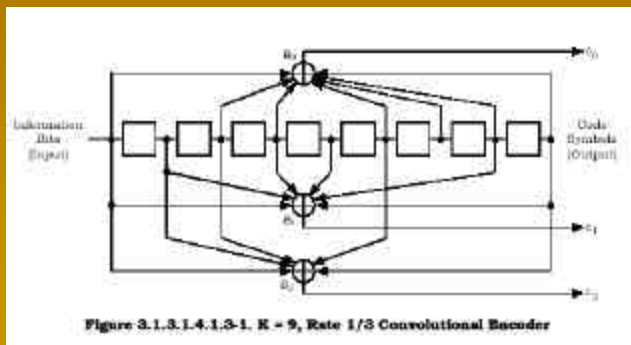 g₀
c₀
Information
Bits
(Input)
Code
Symbols
(Output)
g₁
c₁
g₂
c₂
Figure 3.1.3.1.4.1.3-1. K = 9, Rate 1/3 Convolutional Encoder